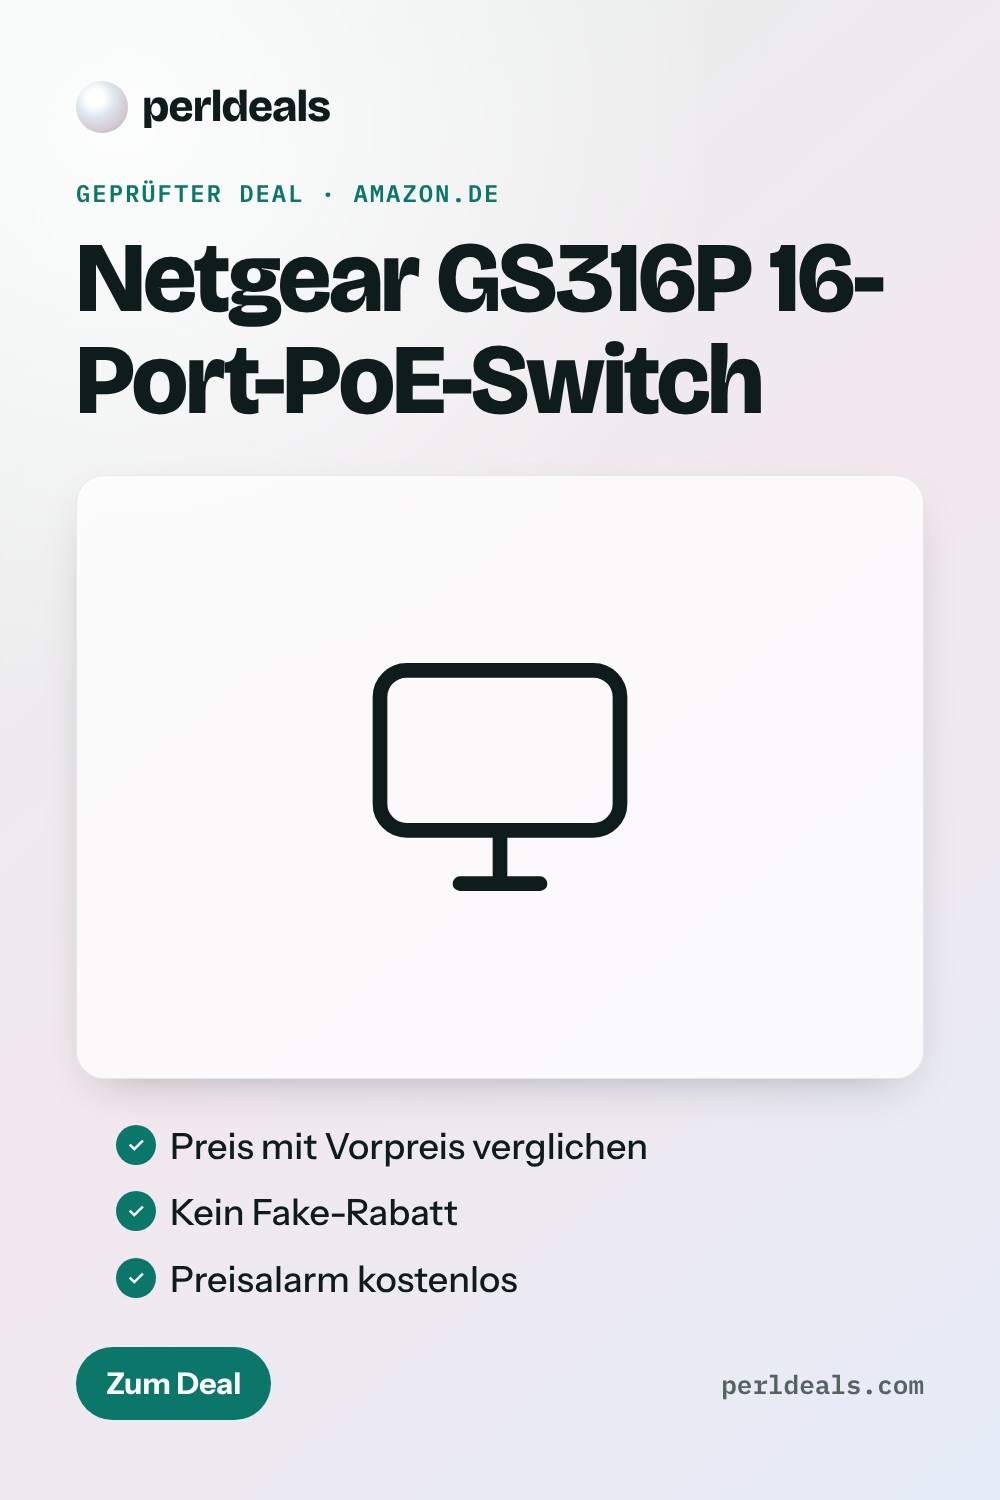 perldeals
GEPRÜFTER DEAL · AMAZON.DE
Netgear GS316P 16-
Port-PoE-Switch
Preis mit Vorpreis verglichen
Kein Fake-Rabatt
Preisalarm kostenlos
Zum Deal
perldeals.com